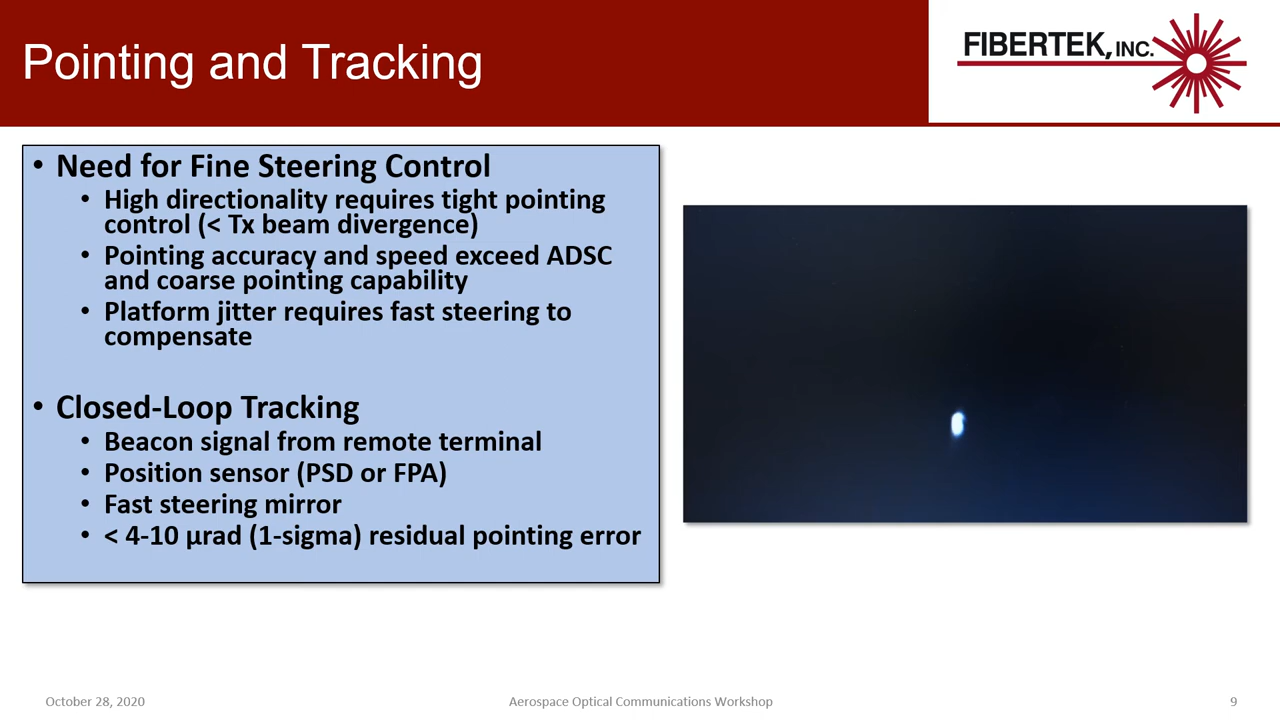 Pointing and Tracking
FIBERTEK, INC.
• Need for Fine Steering Control
• High directionality requires tight pointing
control (< Tx beam divergence)
• Pointing accuracy and speed exceed ADSC
and coarse pointing capability
• Platform jitter requires fast steering to
compensate
• Closed-Loop Tracking
• Beacon signal from remote terminal
• Position sensor (PSD or FPA)
• Fast steering mirror
• < 4-10 µrad (1-sigma) residual pointing error
October 28, 2020
Aerospace Optical Communications Workshop
9